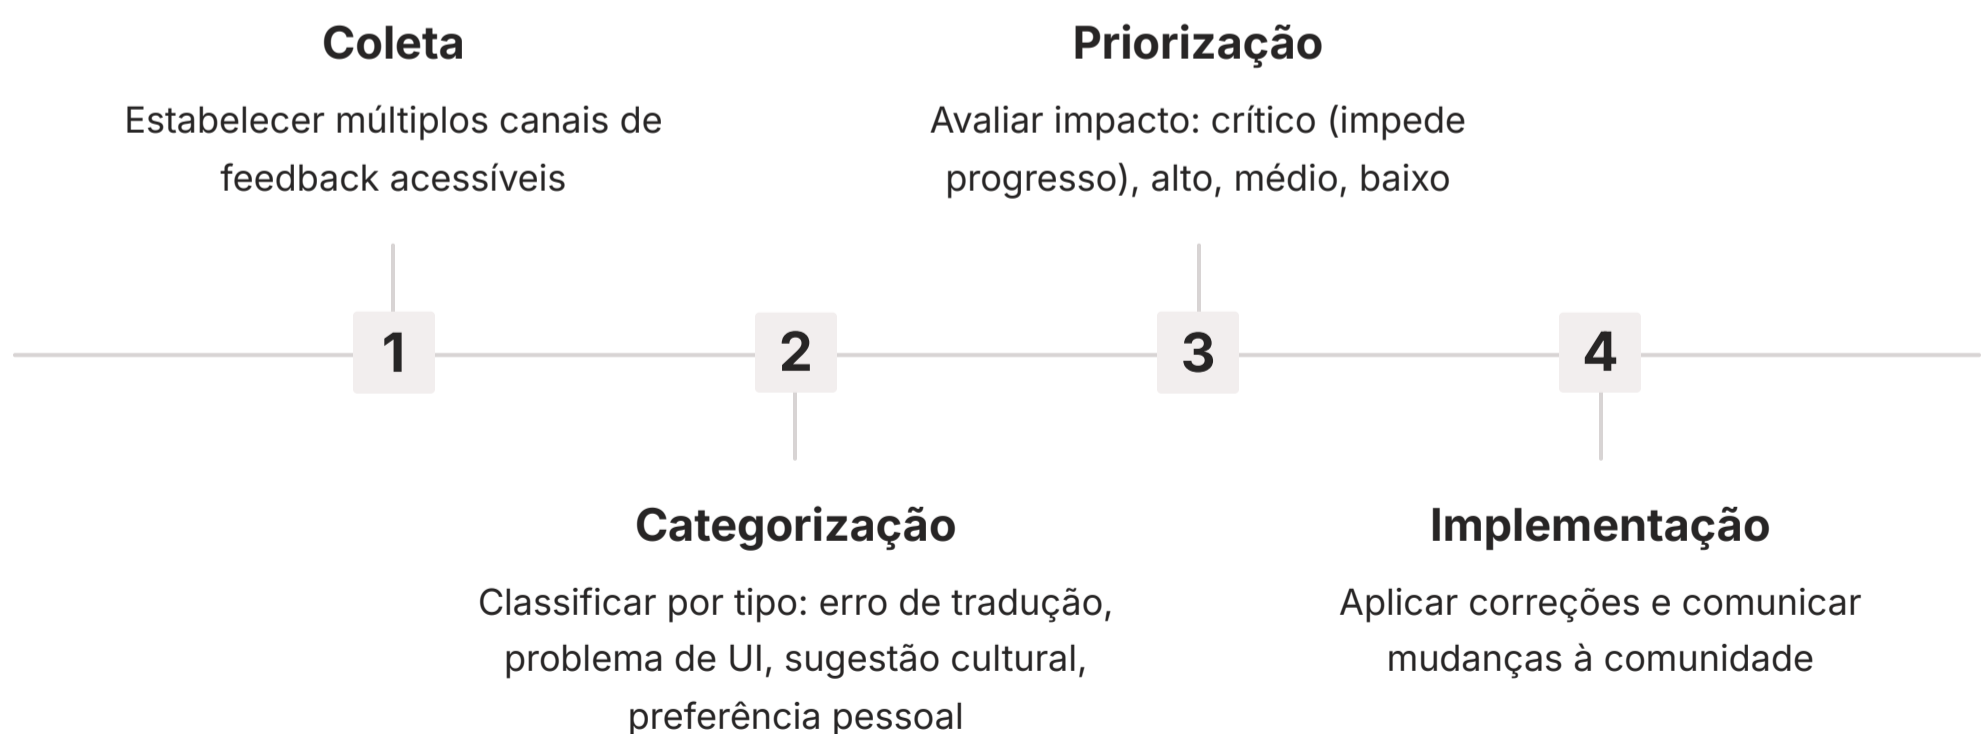 Coleta
Estabelecer múltiplos canais de
feedback acessíveis
Priorização
Avaliar impacto: crítico (impede
progresso), alto, médio, baixo
1
2
3
4
Categorização
Classificar por tipo: erro de tradução,
problema de UI, sugestão cultural,
preferência pessoal
Implementação
Aplicar correções e comunicar
mudanças à comunidade